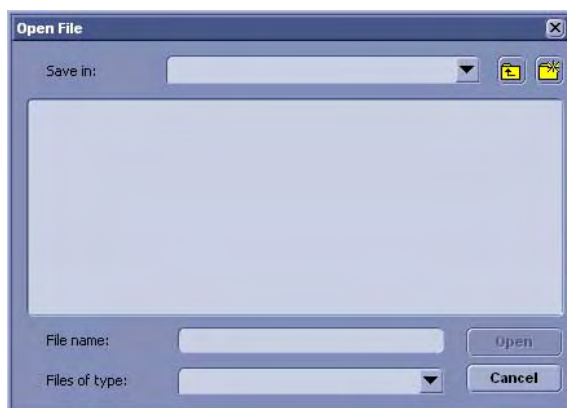 Open File
Save in:
File name:
Open
Files of type:
Cancel